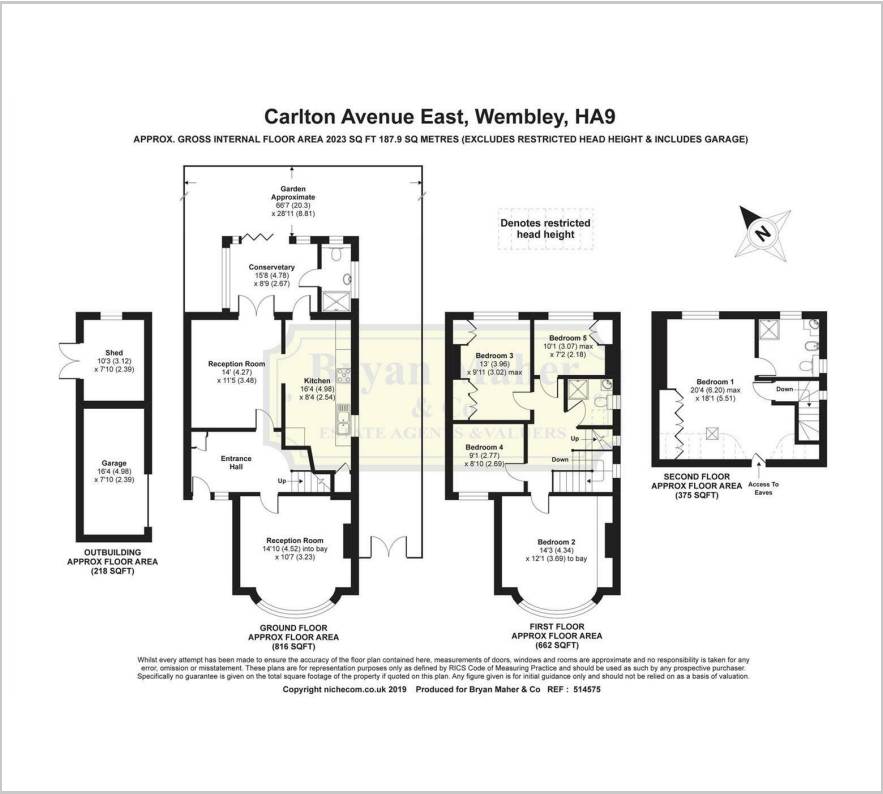 Carlton Avenue East, Wembley, HA9
APPROX. GROSS INTERNAL FLOOR AREA 2023 SQ FT 187.9 SQ METRES (EXCLUDES RESTRICTED HEAD HEIGHT & INCLUDES GARAGE)
Garden
Approximate
66'7 (20.3)
x 28'11 (8.81)
Denotes restricted
head height
N
Conservetary
15'8 (4.78)
x 8'9 (2.67)
Shed
10'3 (3.12)
x 7'10 (2.39)
Garage
16'4 (4.98)
x 7'10 (2.39)
OUTBUILDING
APPROX FLOOR AREA
(218 SQFT)
Reception Room
14' (4.27)
x 11'5 (3.48)
Kitchen
16'4 (4.98)
x 8'4 (2.54)
Entrance
Hall
Up
Reception Room
14'10 (4.52) into bay
x 10'7 (3.23)
GROUND FLOOR
APPROX FLOOR AREA
(816 SQFT)
Bedroom 3
13' (3.96)
x 9'11 (3.02) max
Bedroom 5
10'1 (3.07) max
x 7'2 (2.18)
Bedroom 4
9'1 (2.77)
x 8'10 (2.69)
Up
Down
Bedroom 2
14'3 (4.34)
x 12'1 (3.69) to bay
FIRST FLOOR
APPROX FLOOR AREA
(662 SQFT)
Bedroom 1
20'4 (6.20) max
x 18'1 (5.51)
Down
SECOND FLOOR
APPROX FLOOR AREA
(375 SQFT)
Access To
Eaves
Bryan Maher
& Co
ESTATE AGENTS & VALUERS
Whilst every attempt has been made to ensure the accuracy of the floor plan contained here, measurements of doors, windows and rooms are approximate and no responsibility is taken for any
error, omission or misstatement. These plans are for representation purposes only as defined by RICS Code of Measuring Practice and should be used as such by any prospective purchaser.
Specifically no guarantee is given on the total square footage of the property if quoted on this plan. Any figure given is for initial guidance only and should not be relied on as a basis of valuation.
Copyright nichecom.co.uk 2019 Produced for Bryan Maher & Co REF : 514575